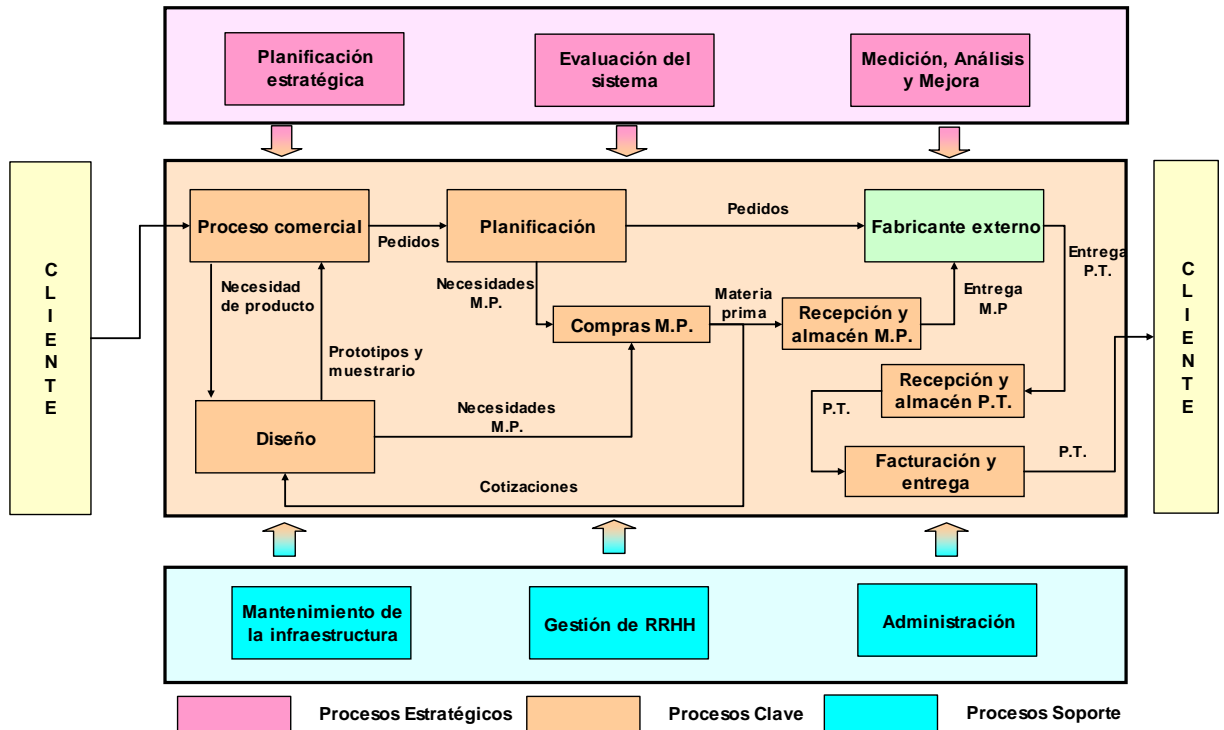 Planificación
estratégica
Evaluación del
sistema
Medición, Análisis
y Mejora
CLIENTE
Proceso comercial
Pedidos
Planificación
Pedidos
Fabricante externo
Entrega
P.T.
Necesidad
de producto
Necesidades
M.P.
Materia
prima
Entrega
M.P
Compras M.P.
Recepción y
almacén M.P.
Prototipos y
muestrario
Recepción y
almacén P.T.
P.T.
Necesidades
M.P.
Diseño
Facturación y
entrega
P.T.
Cotizaciones
CLIENTE
Mantenimiento de
la infraestructura
Gestión de RRHH
Administración
Procesos Estratégicos
Procesos Clave
Procesos Soporte